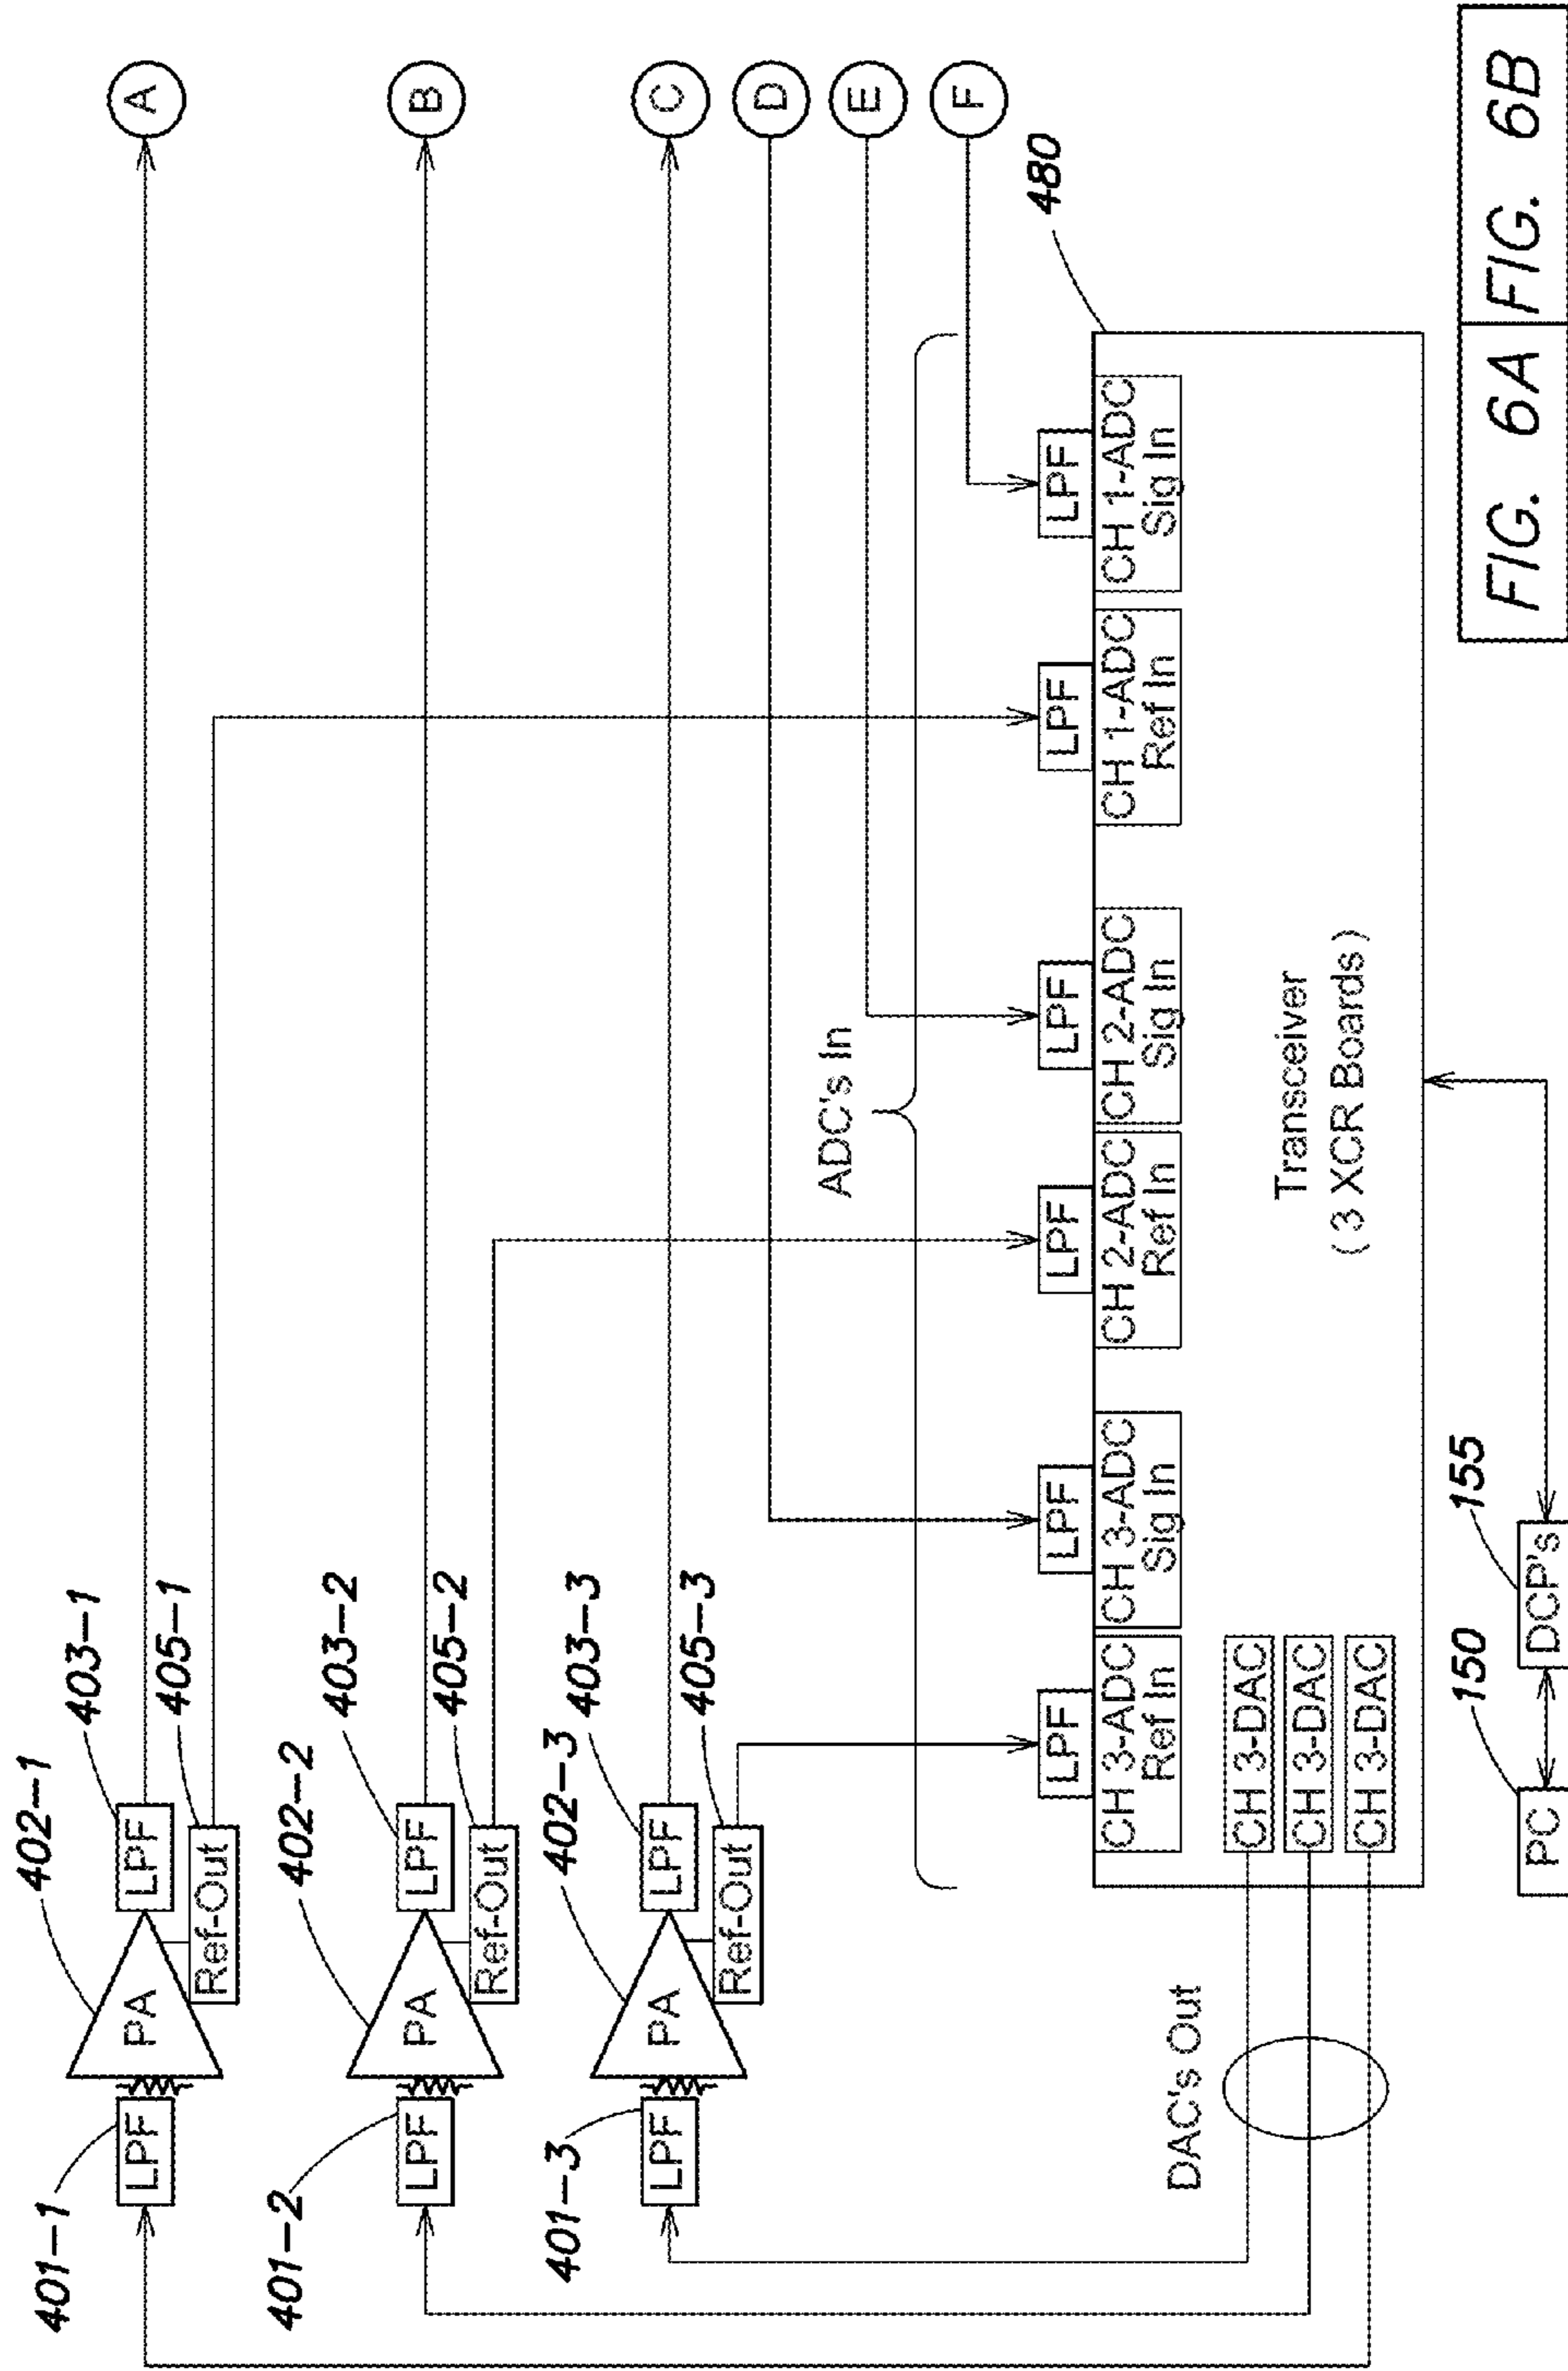 402-1
403-1
405-1
401-1
LPF
PA
LPF
Ref-Out
A
402-2
403-2
405-2
401-2
LPF
PA
LPF
Ref-Out
B
402-3
403-3
405-3
401-3
LPF
PA
LPF
Ref-Out
C
D
E
F
ADC's In
480
LPF
LPF
LPF
LPF
LPF
LPF
CH 3-ADC
Ref In
CH 3-ADC
Sig In
CH 2-ADC
Ref In
CH 2-ADC
Sig In
CH 1-ADC
Ref In
CH 1-ADC
Sig In
DAC's Out
CH 3-DAC
CH 3-DAC
CH 3-DAC
Transceiver
( 3 XCR Boards )
150
155
PC
DCP's
FIG. 6A
FIG. 6B